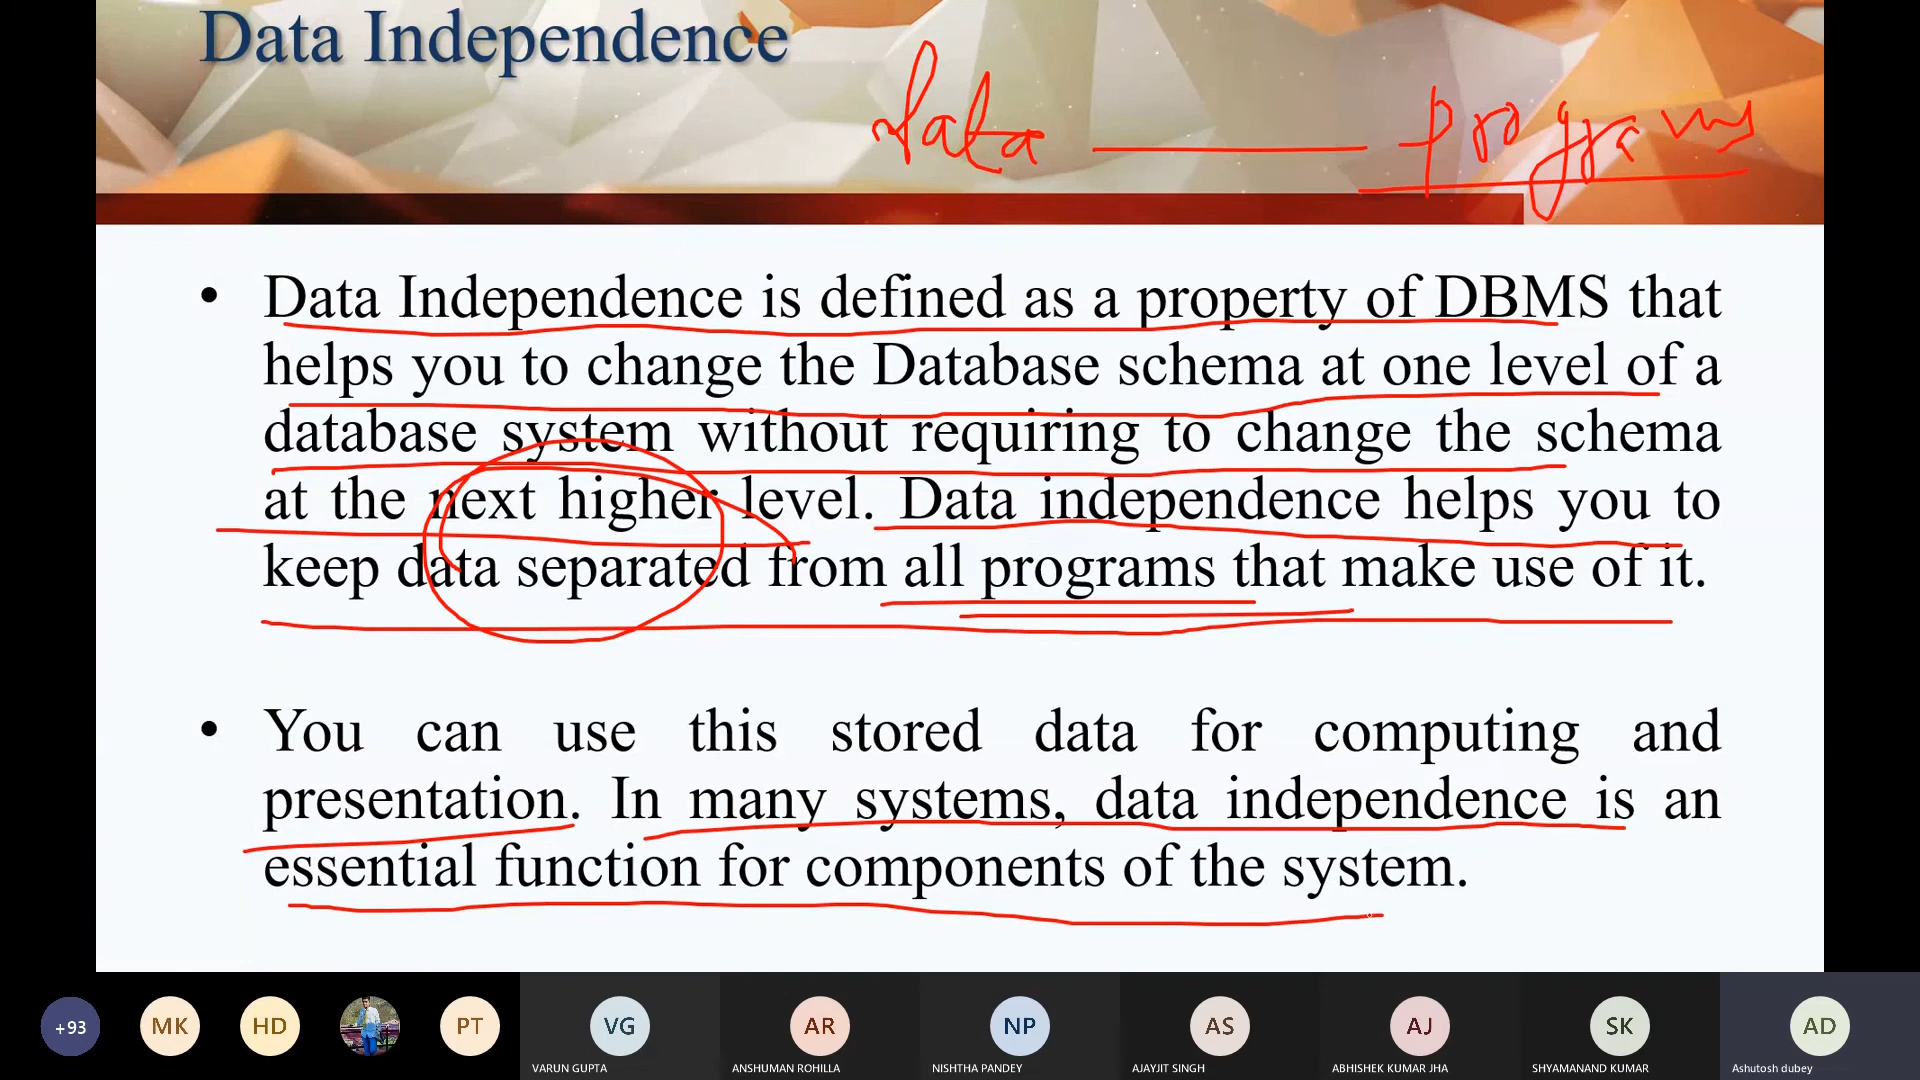 Data Independence
data programs
• Data Independence is defined as a property of DBMS that
helps you to change the Database schema at one level of a
database system without requiring to change the schema
at the next higher level. Data independence helps you to
keep data separated from all programs that make use of it.
• You can use this stored data for computing and
presentation. In many systems, data independence is an
essential function for components of the system.
+93 MK HD PT VG AR NP AS AJ SK AD
VARUN GUPTA ANSHUMAN ROHILLA NISHTHA PANDEY AJAYJIT SINGH ABHISHEK KUMAR JHA SHYAMANAND KUMAR Ashutosh dubey